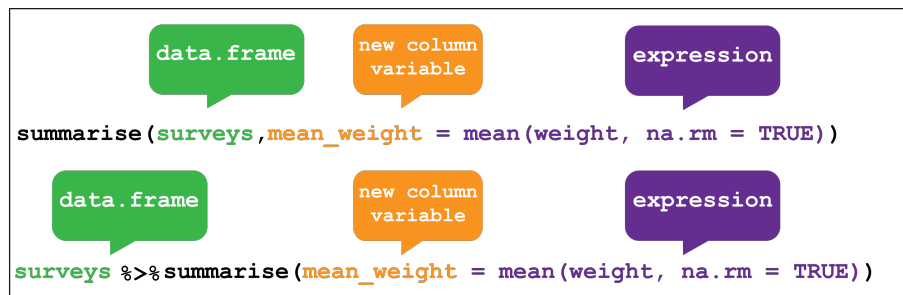 data.frame
new column
variable
expression
summarise(surveys,mean_weight = mean(weight, na.rm = TRUE))
data.frame
new column
variable
expression
surveys %>% summarise(mean_weight = mean(weight, na.rm = TRUE))